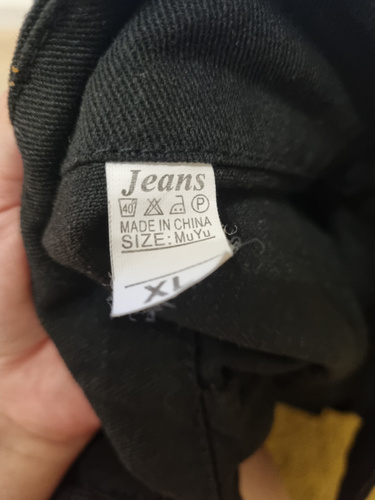 Jeans
40 P
MADE IN CHINA
SIZE: MuYu
XL